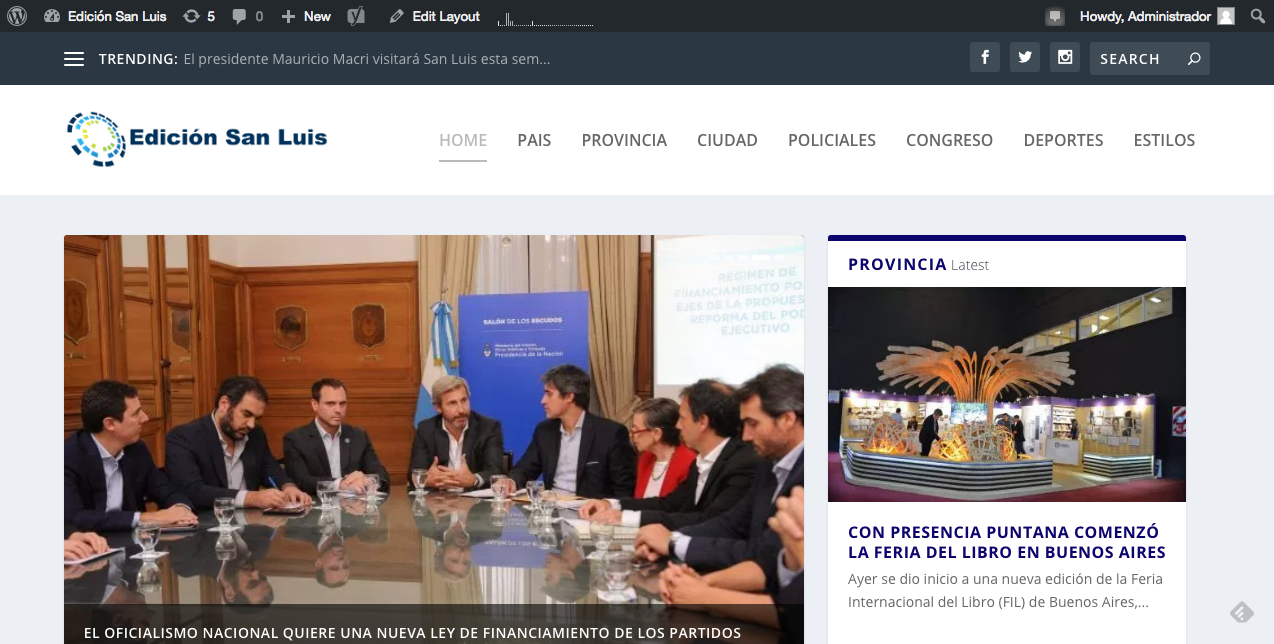 Edición San Luis
5
0
New
Edit Layout
Howdy, Administrador
TRENDING: El presidente Mauricio Macri visitará San Luis esta sem...
SEARCH
Edición San Luis
HOME
PAIS
PROVINCIA
CIUDAD
POLICIALES
CONGRESO
DEPORTES
ESTILOS
REGIMEN DE
FINANCIAMIENTO PO
EJES DE LA PROPUES
REFORMA DEL POD
EJECUTIVO
SALÓN DE LOS ESCUDOS
Presidencia de la Nación
EL OFICIALISMO NACIONAL QUIERE UNA NUEVA LEY DE FINANCIAMIENTO DE LOS PARTIDOS
PROVINCIA Latest
CON PRESENCIA PUNTANA COMENZÓ
LA FERIA DEL LIBRO EN BUENOS AIRES
Ayer se dio inicio a una nueva edición de la Feria
Internacional del Libro (FIL) de Buenos Aires,...